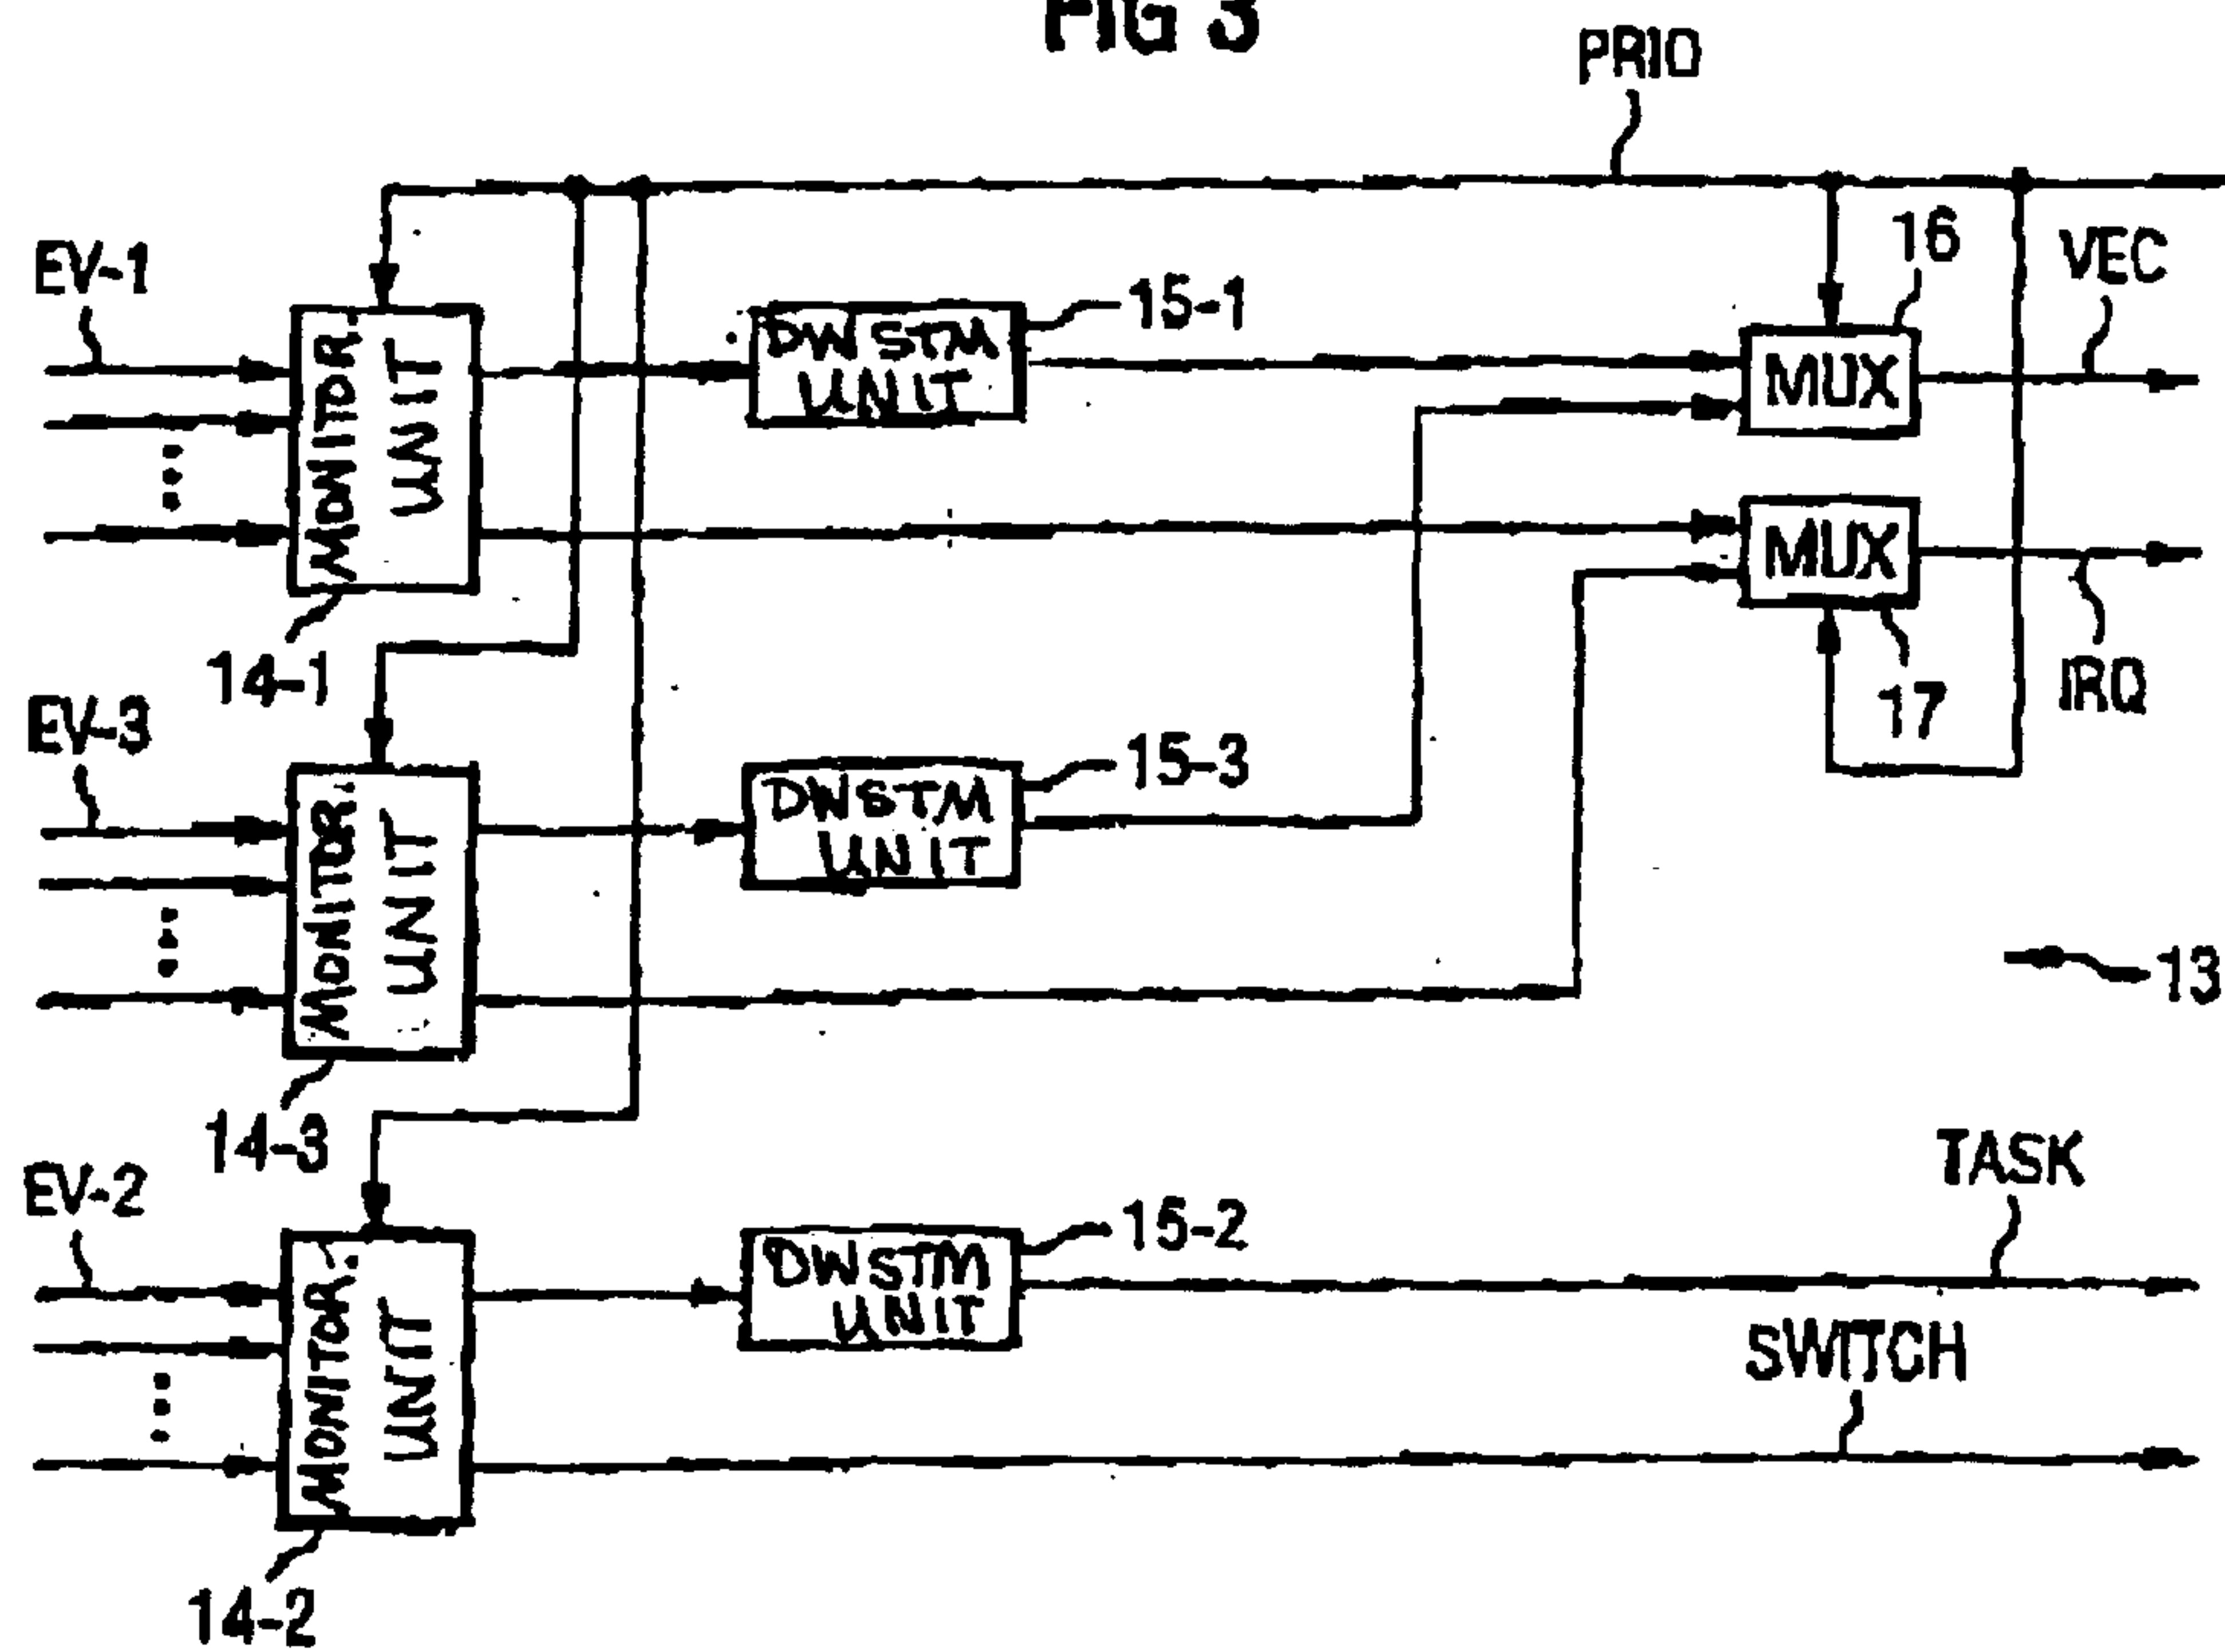 FIG 3
PRIO
EV-1
MONITOR.
UNIT
14-1
DWSTM
UNIT
15-1
MUX
16
VEC
MUX
17
IRQ
EV-3
MONITOR.
UNIT
14-3
DWSTM
UNIT
15-3
13
EV-2
MONITOR.
UNIT
14-2
DWSTM
UNIT
15-2
TASK
SWITCH